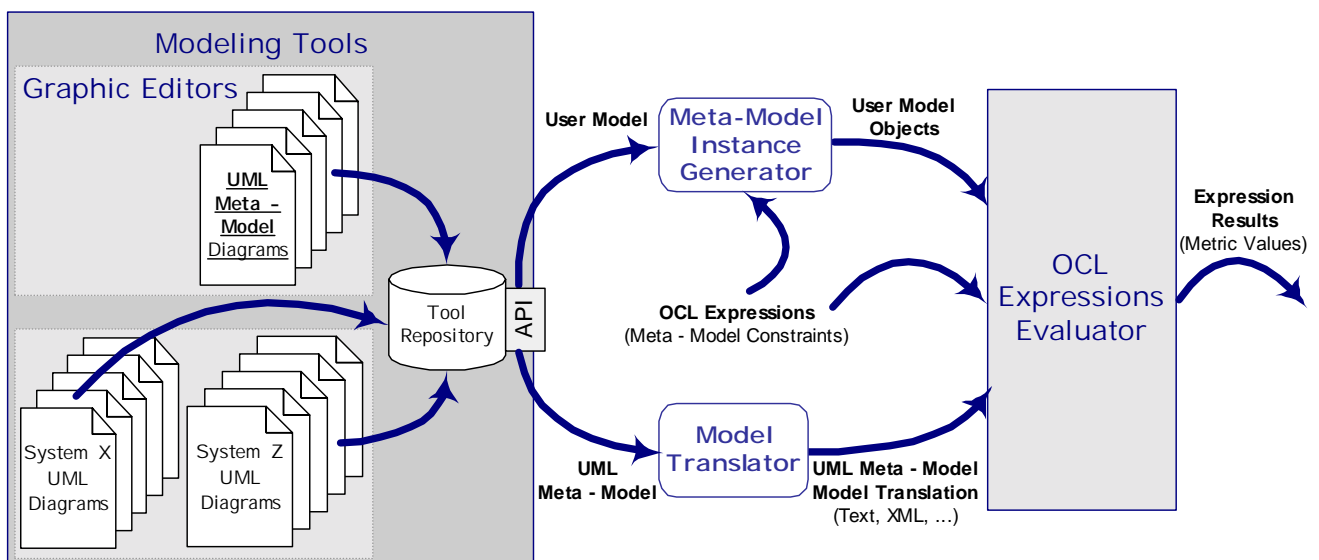 Modeling Tools
Graphic Editors
UML
Meta -
Model
Diagrams
System X
UML
Diagrams
System Z
UML
Diagrams
Tool
Repository
API
User Model
Meta-Model
Instance
Generator
User Model
Objects
OCL Expressions
(Meta - Model Constraints)
UML
Meta - Model
Model
Translator
UML Meta - Model
Model Translation
(Text, XML, ...)
OCL
Expressions
Evaluator
Expression
Results
(Metric Values)